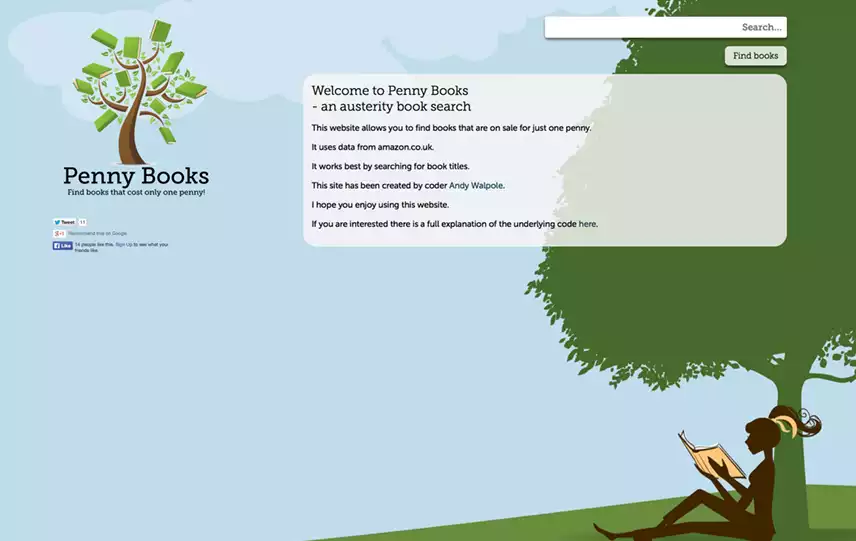 Search...
Find books
Penny Books
Find books that cost only one penny!
Tweet 11
+1 Recommend this on Google
Like 14 people like this. Sign Up to see what your
friends like.
Welcome to Penny Books
- an austerity book search
This website allows you to find books that are on sale for just one penny.
It uses data from amazon.co.uk.
It works best by searching for book titles.
This site has been created by coder Andy Walpole.
I hope you enjoy using this website.
If you are interested there is a full explanation of the underlying code here.